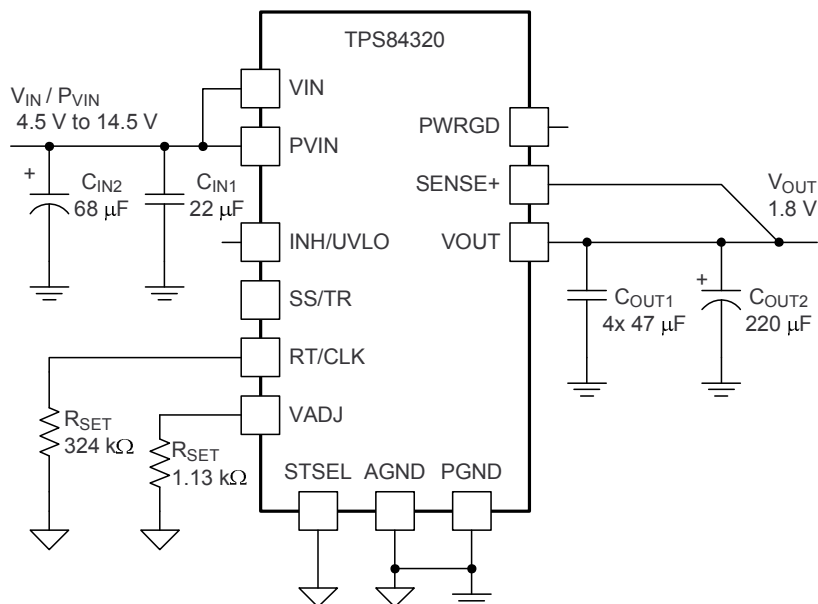 TPS84320
VIN
V_IN / P_VIN
4.5 V to 14.5 V
PWRGD
PVIN
+
C_IN2
68 μF
C_IN1
22 μF
SENSE+
V_OUT
1.8 V
INH/UVLO
VOUT
SS/TR
C_OUT1
4x 47 μF
+
C_OUT2
220 μF
RT/CLK
R_SET
324 kΩ
VADJ
R_SET
1.13 kΩ
STSEL
AGND
PGND